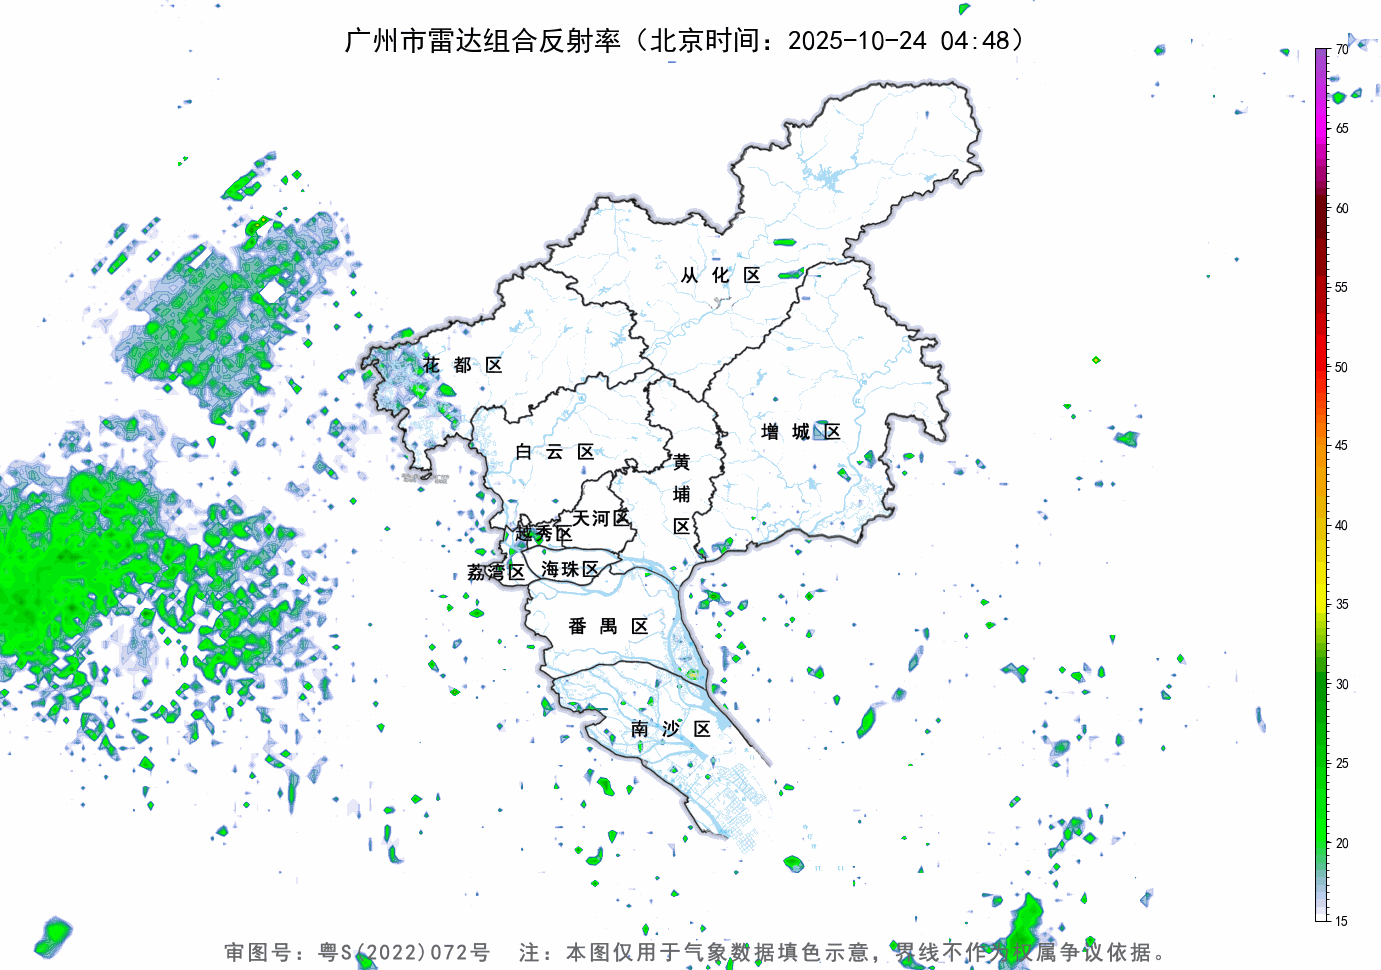 广州市雷达组合反射率（北京时间：2025-10-24 04:48）
70
65
60
55
50
45
40
35
30
25
20
15
从化区
花都区
增城区
白云区
黄埔区
天河区
越秀区
荔湾区
海珠区
番禺区
南沙区
审图号：粤S(2022)072号 注：本图仅用于气象数据填色示意，界线不作为权属争议依据。